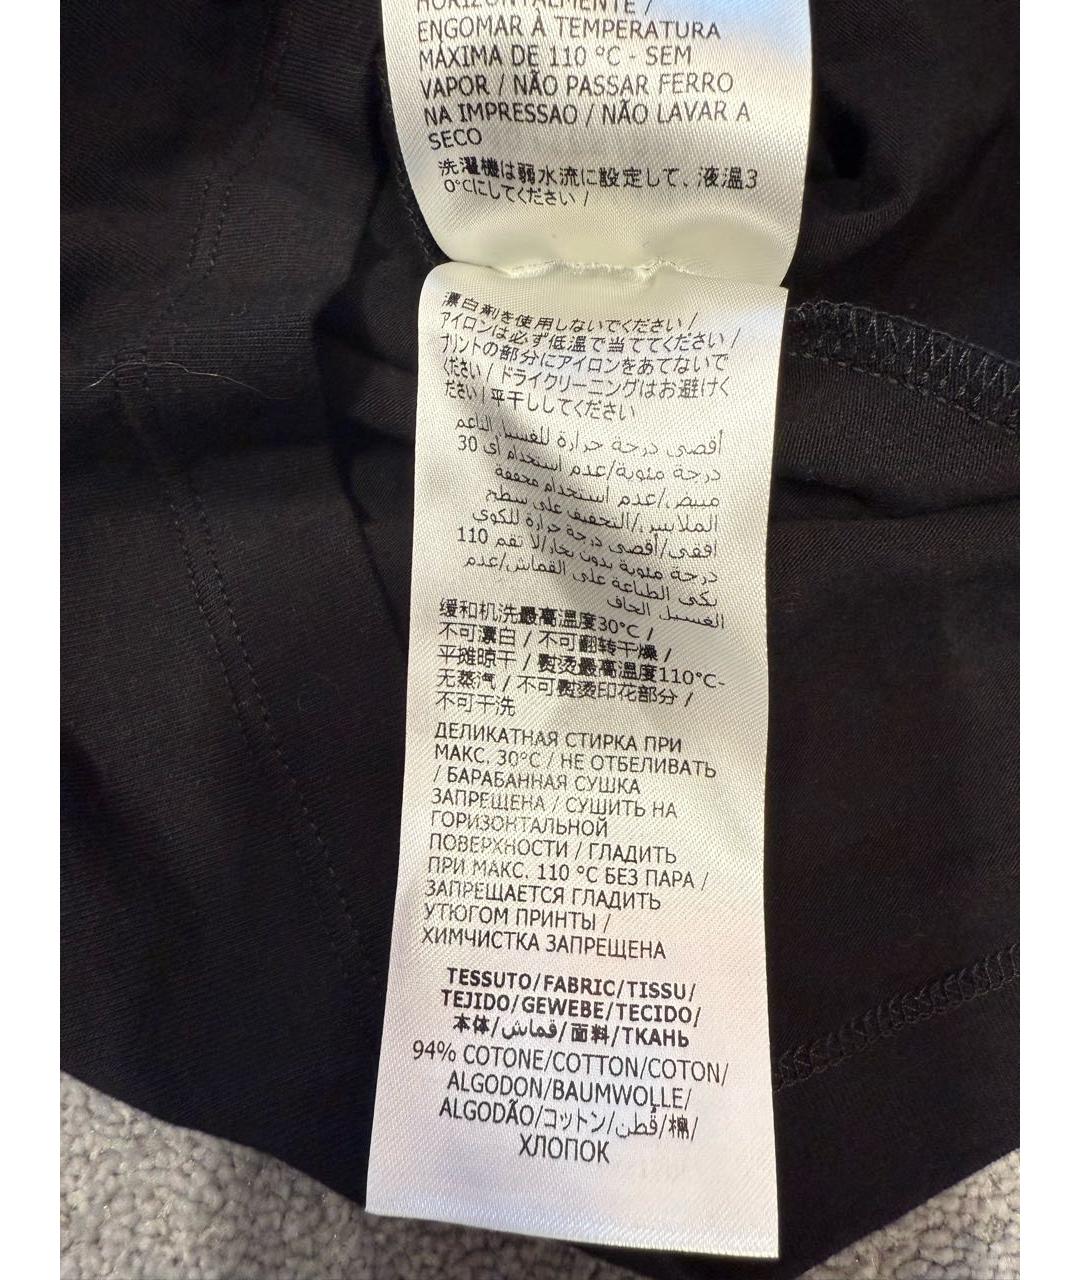 HORIZONTALMENTE /
ENGOMAR À TEMPERATURA
MÁXIMA DE 110 °C - SEM
VAPOR / NÃO PASSAR FERRO
NA IMPRESSAO / NÃO LAVAR A
SECO
洗濯機は弱水流に設定して、液温3
0℃にしてください /
漂白剤を使用しないでください /
アイロンは必ず低温で当ててください /
プリントの部分にアイロンをあてないで
ください / ドライクリーニングはお避けく
ださい | 平干ししてください
أقصى درجة حرارة للغسيل الناعم
30 درجة مئوية/عدم استخدام أي
مبيض/عدم استخدام مجففة
الملابس/التجفيف على سطح
افقي/أقصى درجة حرارة للكوي
110 درجة مئوية بدون بخار/لا تقم
بكي الطباعة على القماش/عدم
الغسيل الجاف
缓和机洗最高温度30℃ /
不可漂白 / 不可翻转干燥 /
平摊晾干 / 熨烫最高温度110℃-
无蒸汽 / 不可熨烫印花部分 /
不可干洗
ДЕЛИКАТНАЯ СТИРКА ПРИ
МАКС. 30°C / НЕ ОТБЕЛИВАТЬ
/ БАРАБАННАЯ СУШКА
ЗАПРЕЩЕНА / СУШИТЬ НА
ГОРИЗОНТАЛЬНОЙ
ПОВЕРХНОСТИ / ГЛАДИТЬ
ПРИ МАКС. 110 °C БЕЗ ПАРА /
ЗАПРЕЩАЕТСЯ ГЛАДИТЬ
УТЮГОМ ПРИНТЫ /
ХИМЧИСТКА ЗАПРЕЩЕНА
TESSUTO/FABRIC/TISSU/
TEJIDO/GEWEBE/TECIDO/
本体/قماش/面料/ТКАНЬ
94% COTONE/COTTON/COTON/
ALGODON/BAUMWOLLE/
ALGODÃO/コットン/قطن/棉/
ХЛОПОК